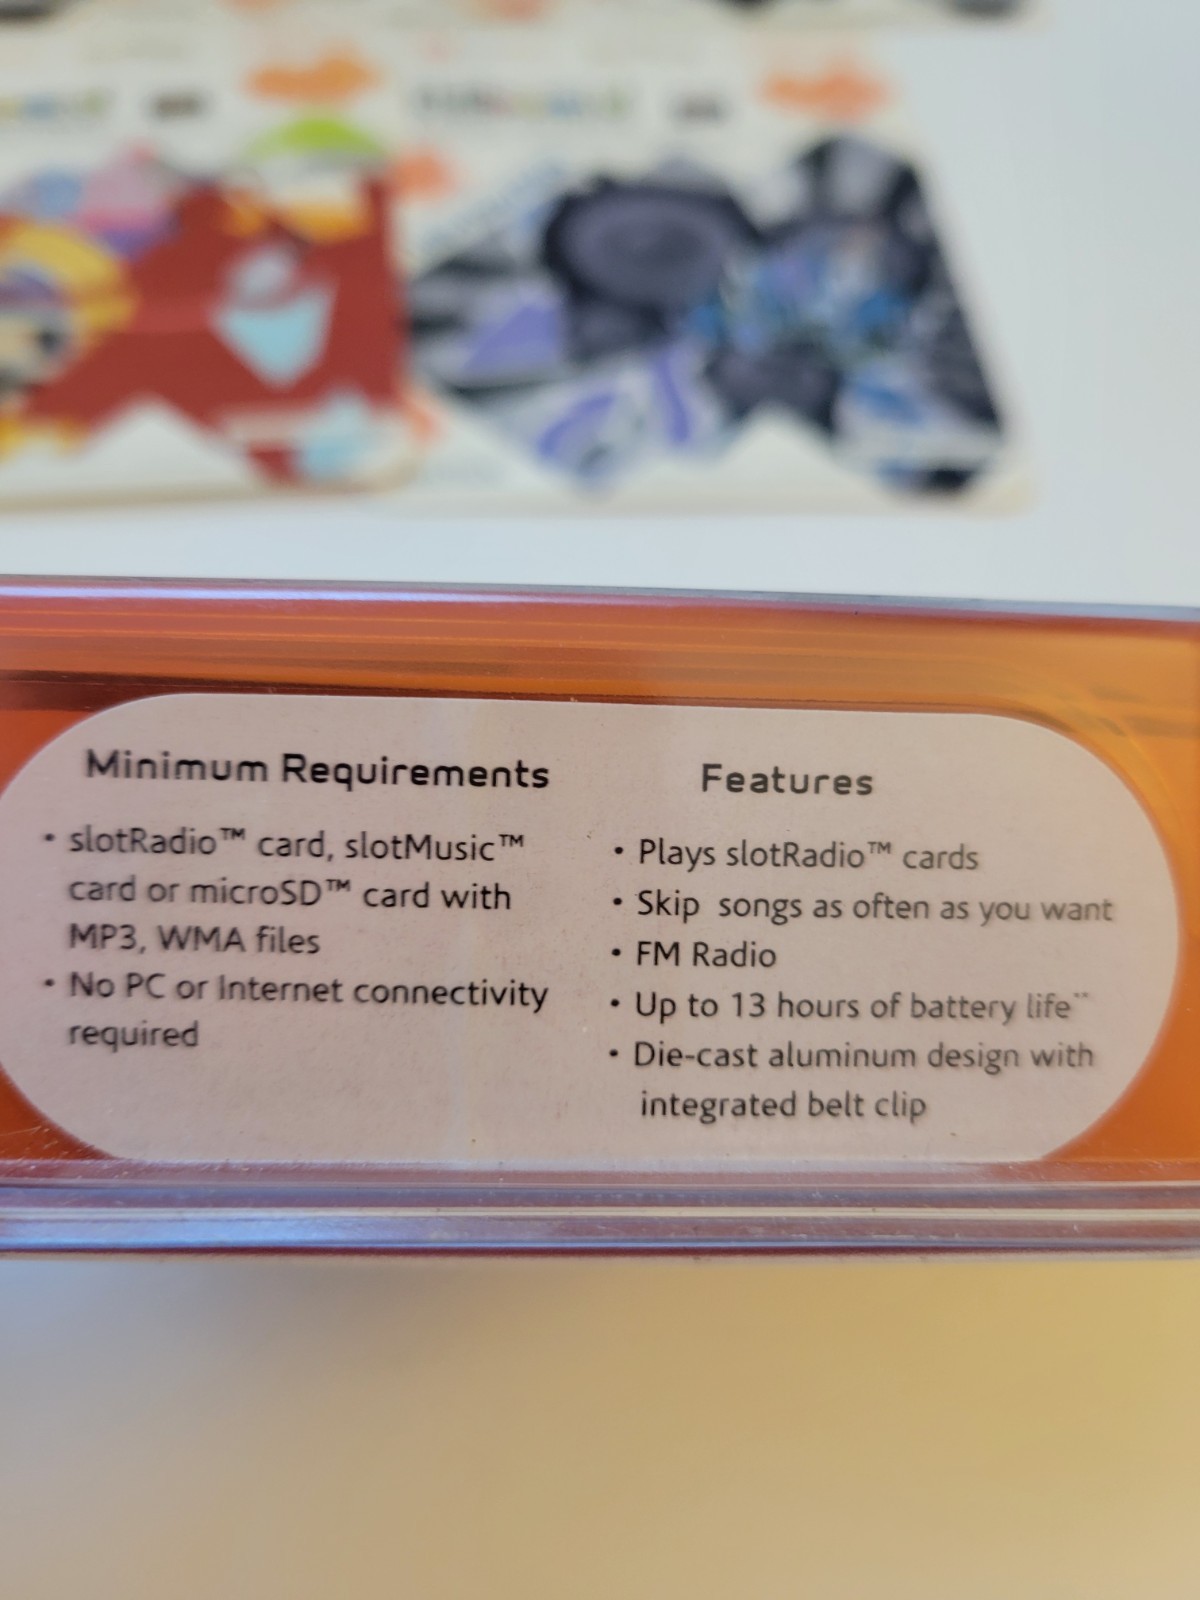 Minimum Requirements
• slotRadio™ card, slotMusic™
card or microSD™ card with
MP3, WMA files
• No PC or Internet connectivity
required
Features
• Plays slotRadio™ cards
• Skip songs as often as you want
• FM Radio
• Up to 13 hours of battery life**
• Die-cast aluminum design with
integrated belt clip